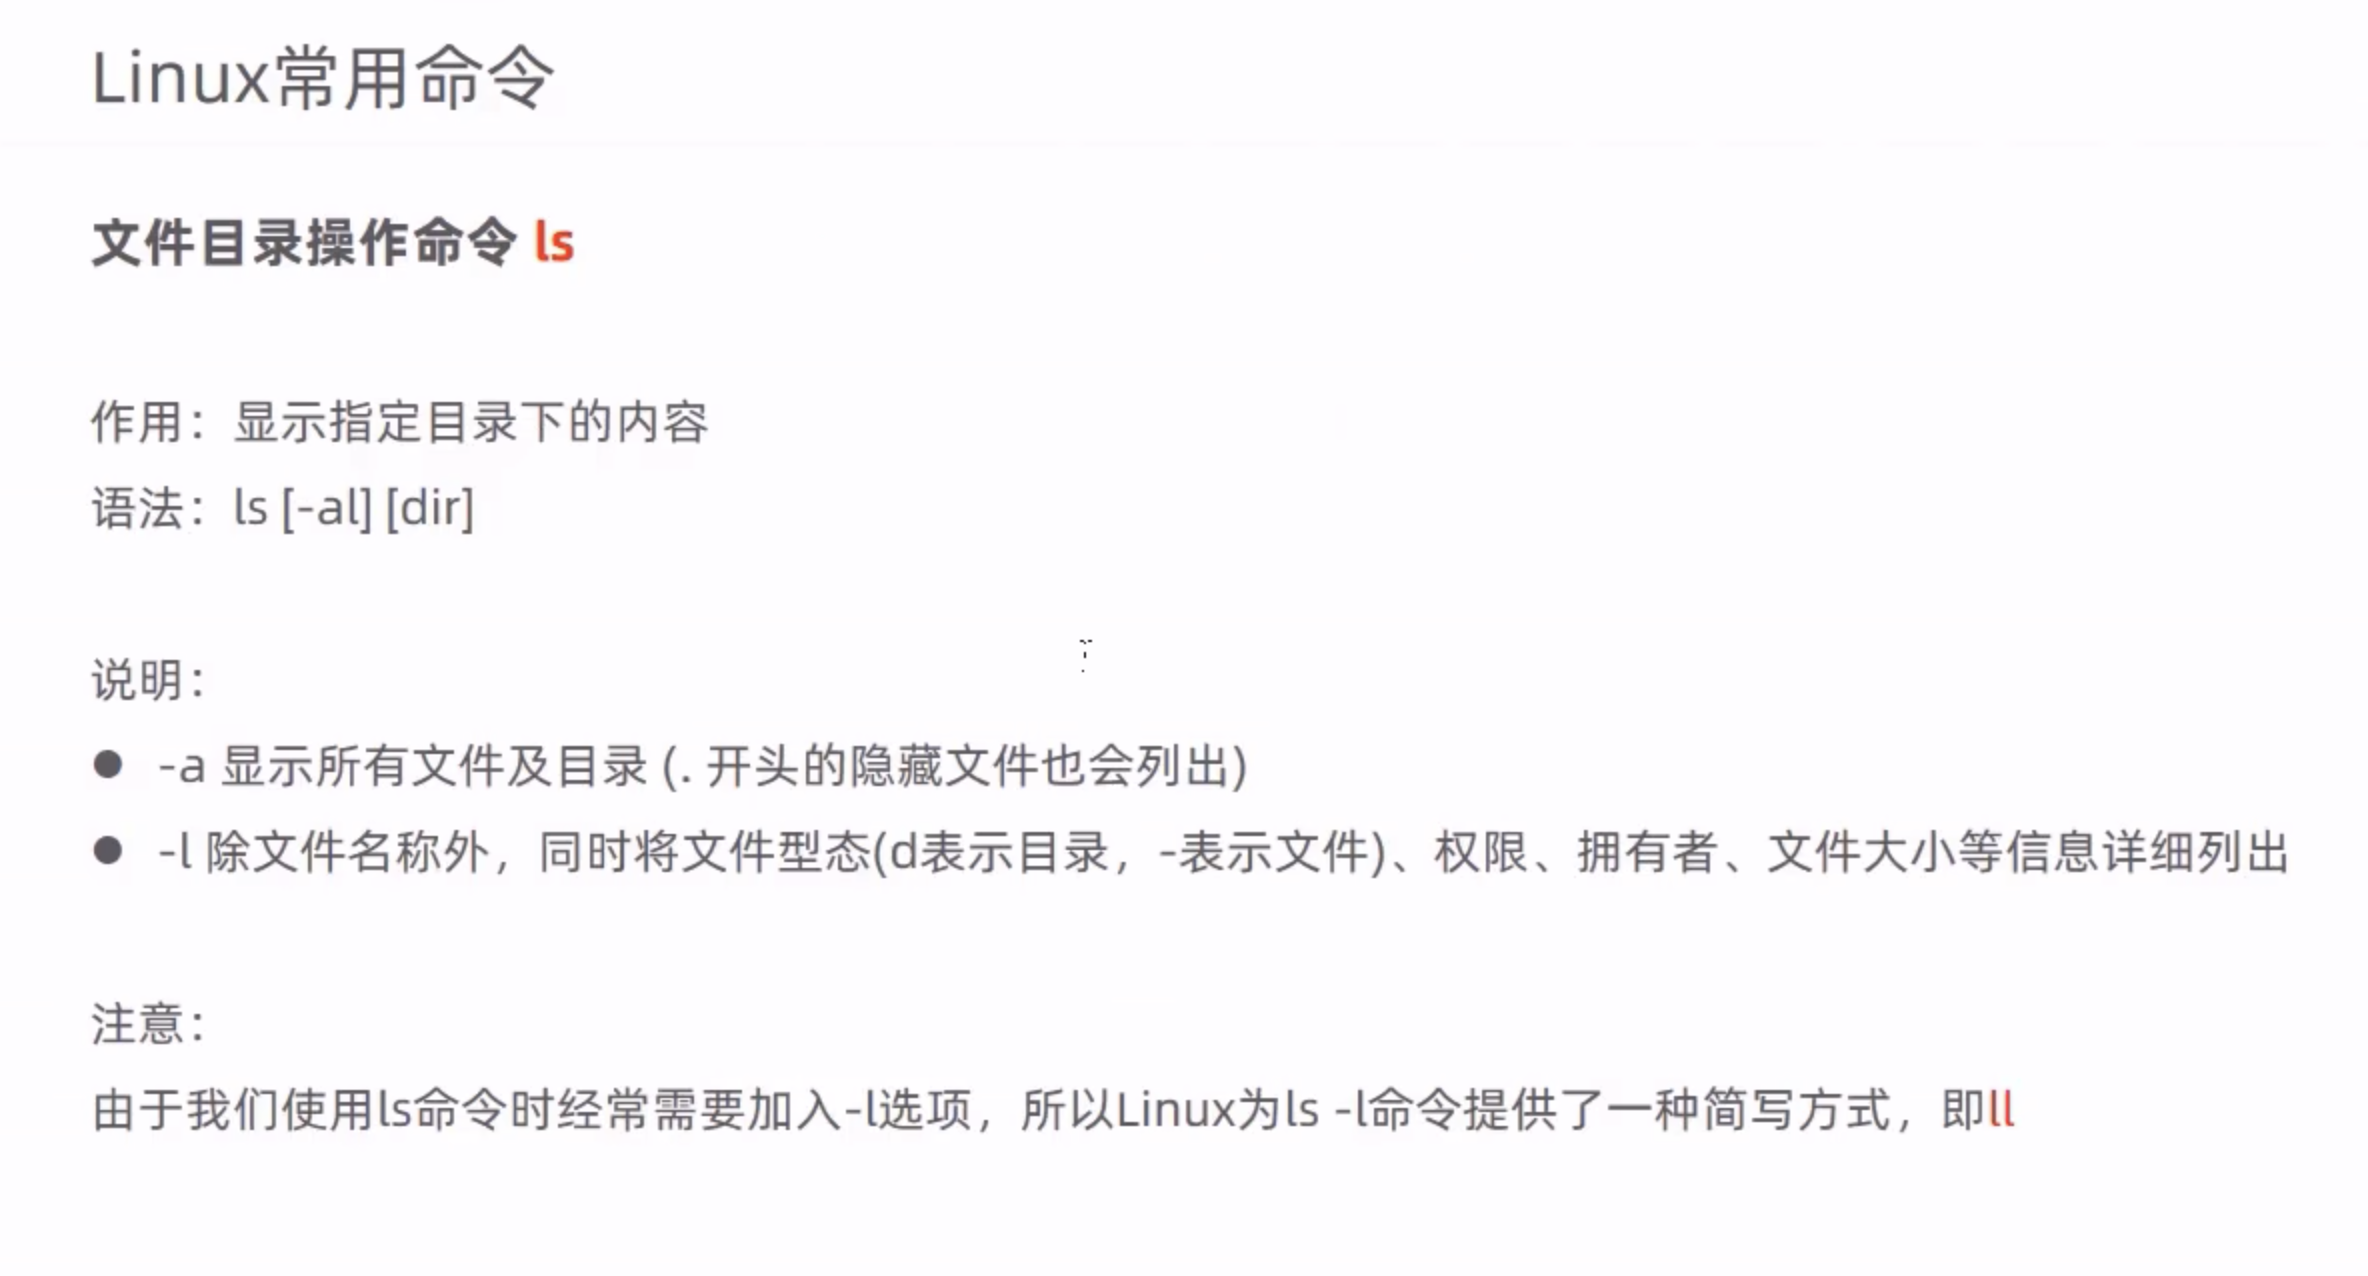 Linux常用命令
文件目录操作命令 ls
作用：显示指定目录下的内容
语法：ls [-al] [dir]
说明：
● -a 显示所有文件及目录 (. 开头的隐藏文件也会列出)
● -l 除文件名称外，同时将文件型态(d表示目录，-表示文件)、权限、拥有者、文件大小等信息详细列出
注意：
由于我们使用ls命令时经常需要加入-l选项，所以Linux为ls -l命令提供了一种简写方式，即ll